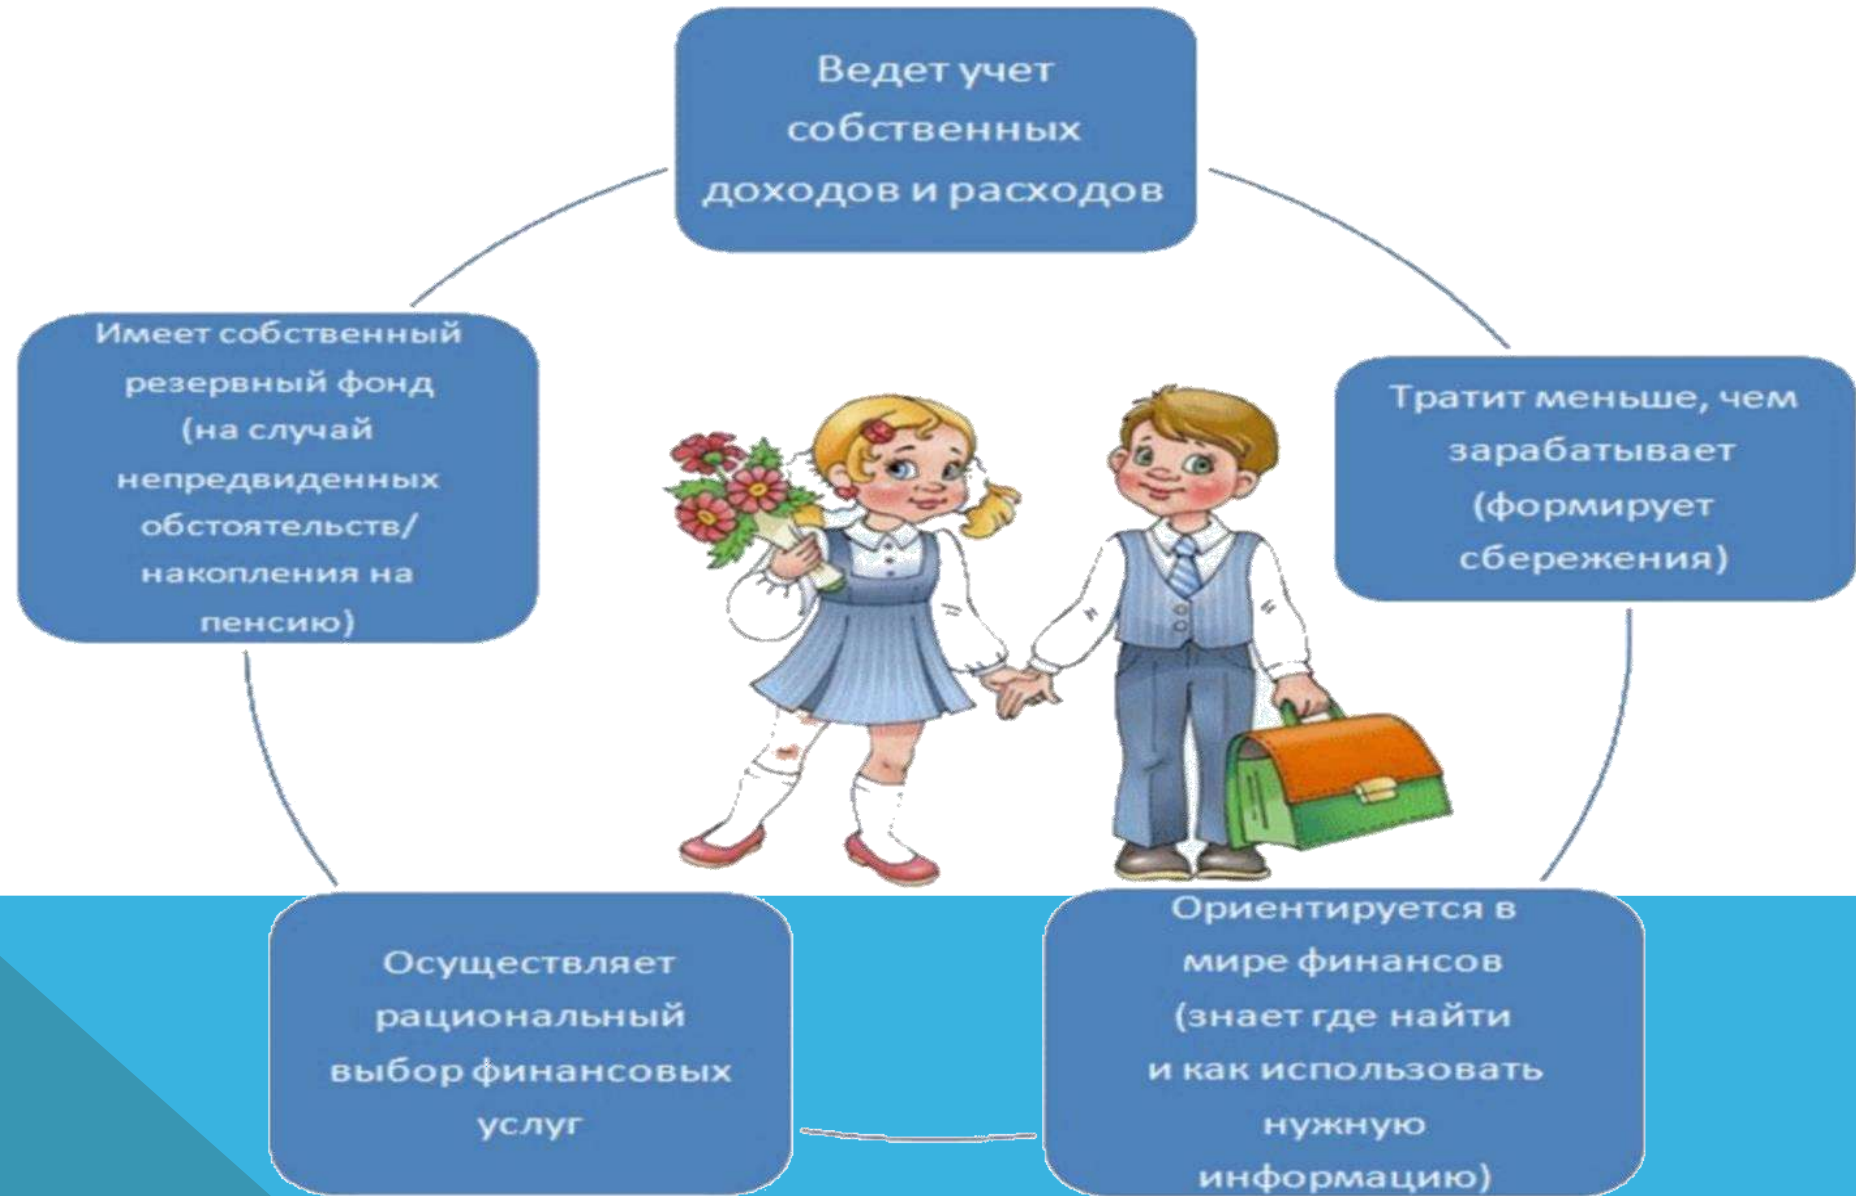 Ведет учет
собственных
доходов и расходов
Имеет собственный
резервный фонд
(на случай
непредвиденных
обстоятельств/
накопления на
пенсию)
Тратит меньше, чем
зарабатывает
(формирует
сбережения)
Осуществляет
рациональный
выбор финансовых
услуг
Ориентируется в
мире финансов
(знает где найти
и как использовать
нужную
информацию)